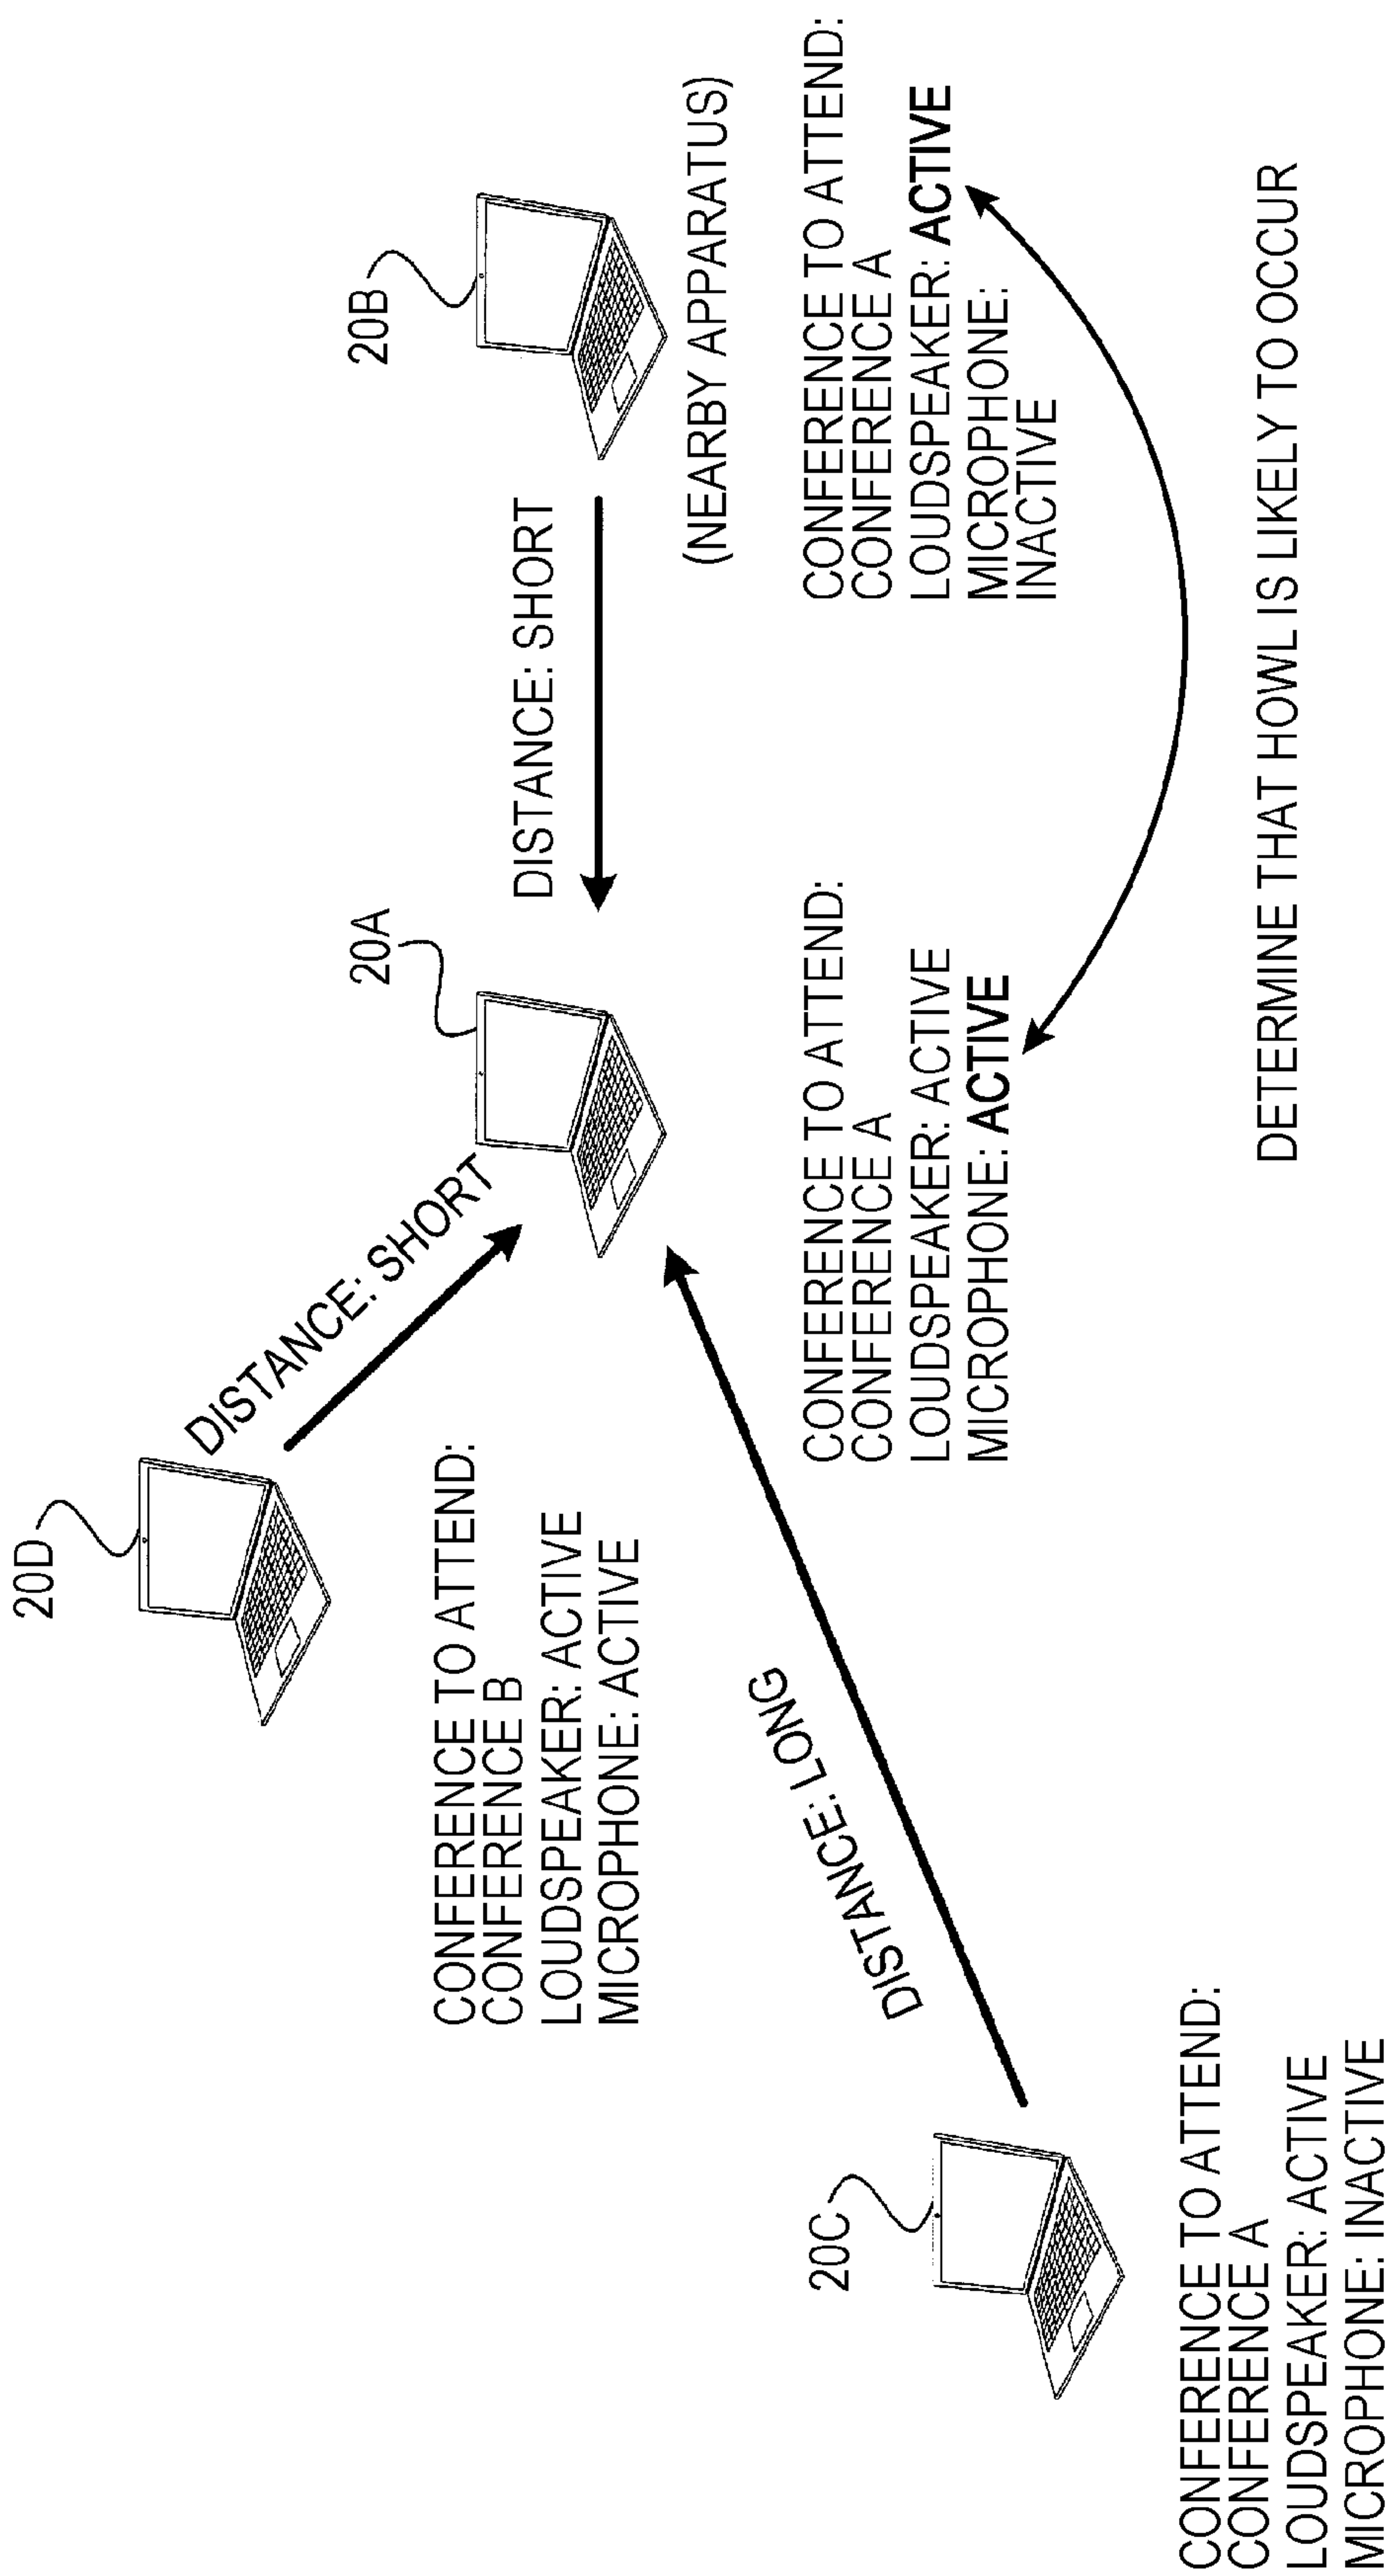 20D
DISTANCE: SHORT
CONFERENCE TO ATTEND:
CONFERENCE B
LOUDSPEAKER: ACTIVE
MICROPHONE: ACTIVE
20A
DISTANCE: SHORT
20B
(NEARBY APPARATUS)
20C
DISTANCE: LONG
CONFERENCE TO ATTEND:
CONFERENCE A
LOUDSPEAKER: ACTIVE
MICROPHONE: INACTIVE
CONFERENCE TO ATTEND:
CONFERENCE A
LOUDSPEAKER: ACTIVE
MICROPHONE: ACTIVE
CONFERENCE TO ATTEND:
CONFERENCE A
LOUDSPEAKER: ACTIVE
MICROPHONE:
INACTIVE
DETERMINE THAT HOWL IS LIKELY TO OCCUR